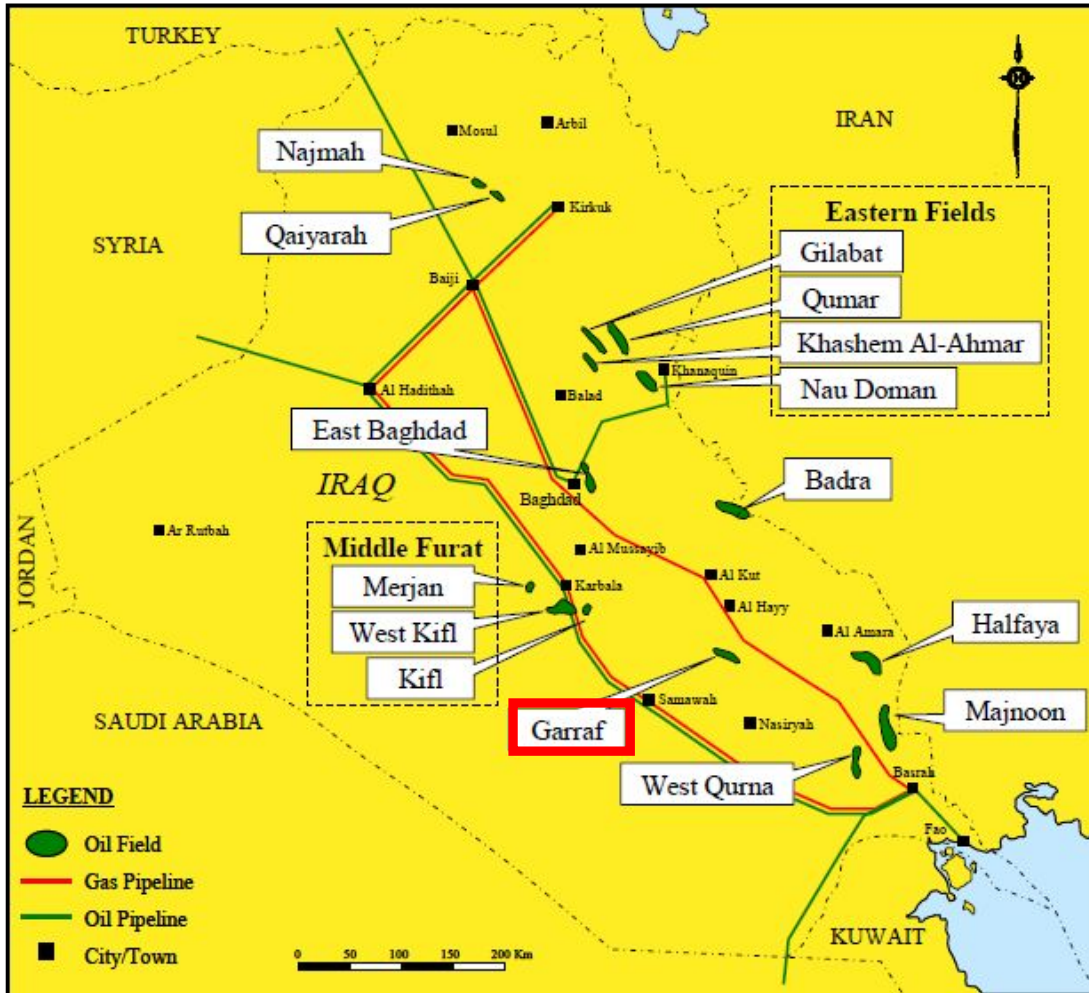 TURKEY
IRAN
Mosul
Arbil
Najmah
Kirkuk
Qaiyarah
SYRIA
Eastern Fields
Gilabat
Qumar
Khashem Al-Ahmar
Nau Doman
Baiji
Khanaquin
Al Hadithah
Balad
East Baghdad
IRAQ
Baghdad
Badra
JORDAN
Ar Rutbah
Middle Furat
Merjan
West Kifl
Kifl
Al Mussayib
Karbala
Al Kut
Al Hayy
Al Amara
Halfaya
SAUDI ARABIA
Samawah
Garraf
Nasiryah
Majnoon
West Qurna
Basrah
Fao
KUWAIT
LEGEND
Oil Field
Gas Pipeline
Oil Pipeline
City/Town
0 50 100 150 200 Km